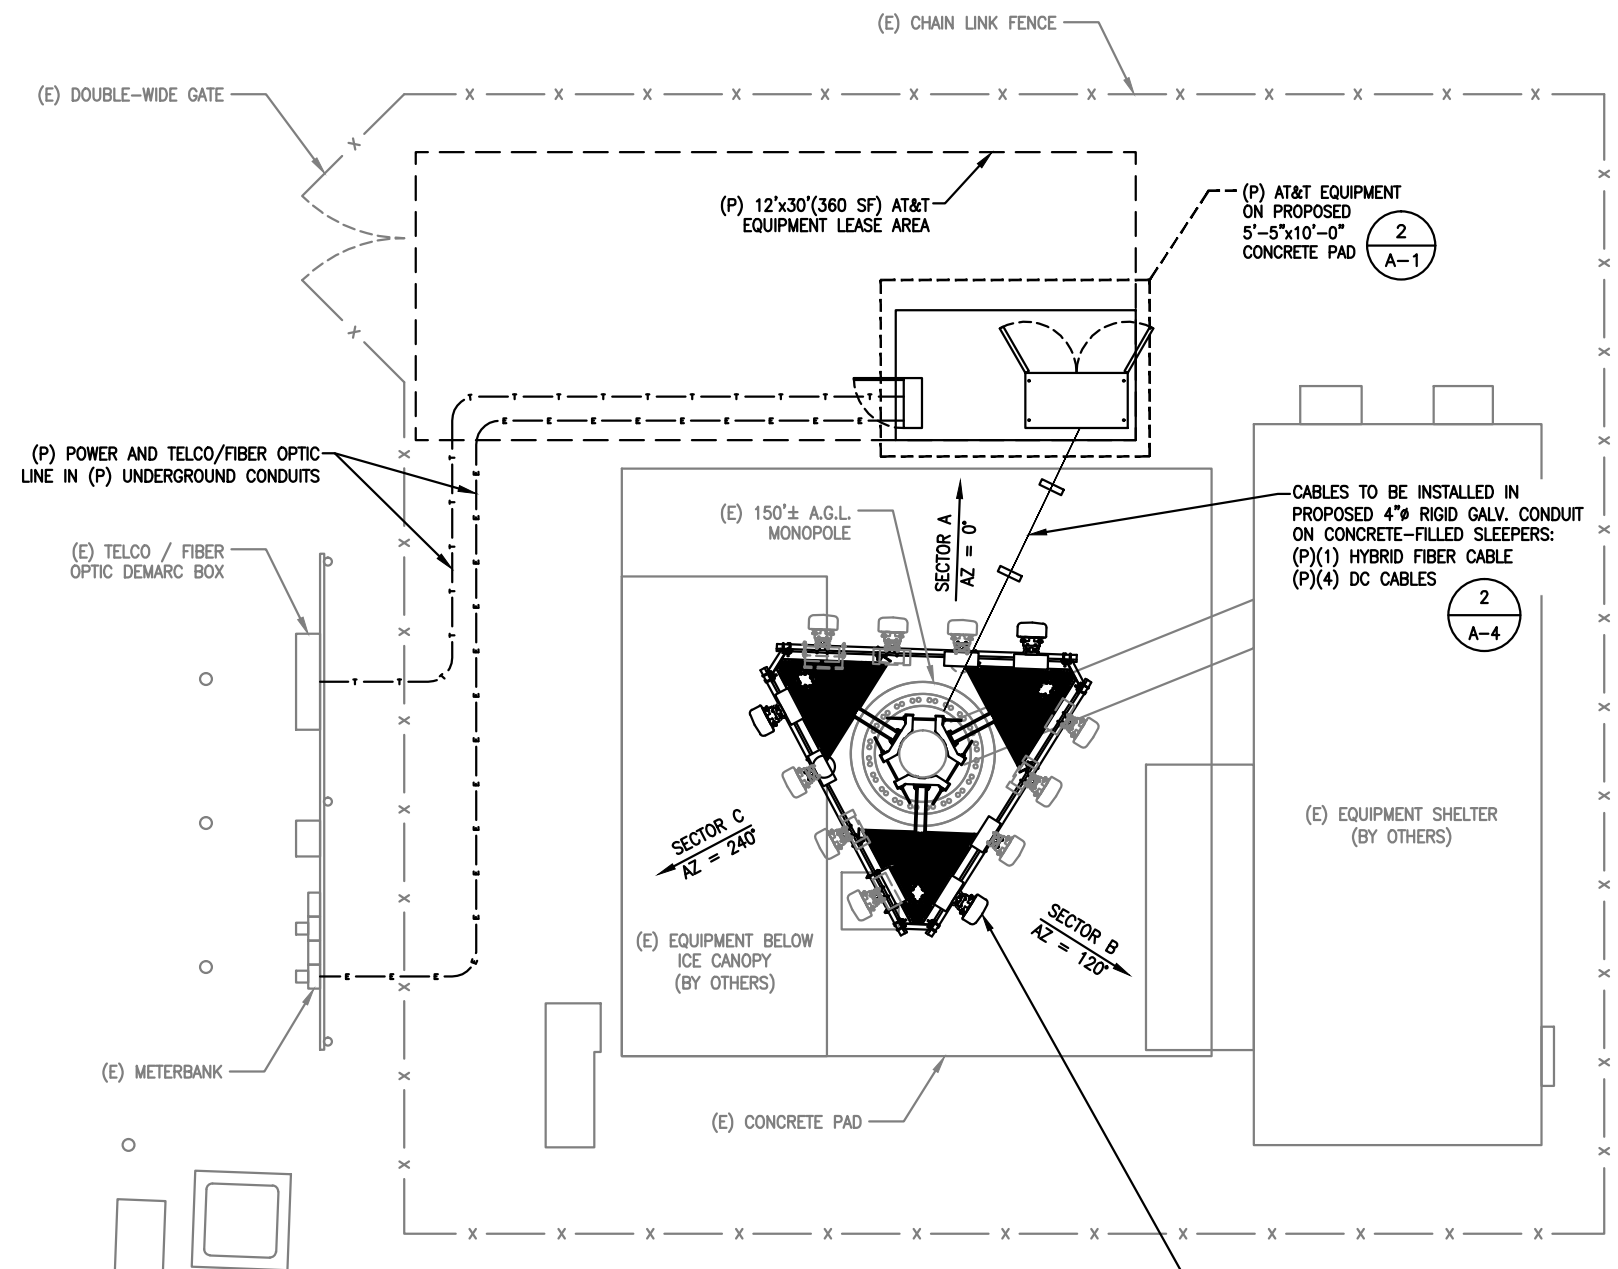 (E) CHAIN LINK FENCE
(E) DOUBLE-WIDE GATE
(P) 12'x30'(360 SF) AT&T
EQUIPMENT LEASE AREA
(P) AT&T EQUIPMENT
ON PROPOSED
5'-5"x10'-0"
CONCRETE PAD
2
A-1
(P) POWER AND TELCO/FIBER OPTIC
LINE IN (P) UNDERGROUND CONDUITS
(E) 150'± A.G.L.
MONOPOLE
SECTOR A
AZ = 0°
CABLES TO BE INSTALLED IN
PROPOSED 4"ø RIGID GALV. CONDUIT
ON CONCRETE-FILLED SLEEPERS:
(P)(1) HYBRID FIBER CABLE
(P)(4) DC CABLES
2
A-4
(E) TELCO / FIBER
OPTIC DEMARC BOX
SECTOR C
AZ = 240°
(E) EQUIPMENT SHELTER
(BY OTHERS)
(E) EQUIPMENT BELOW
ICE CANOPY
(BY OTHERS)
SECTOR B
AZ = 120°
(E) METERBANK
(E) CONCRETE PAD